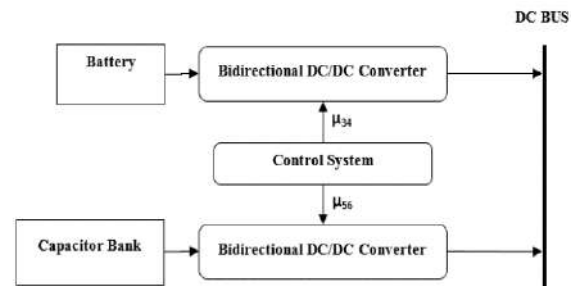 DC BUS
Battery
Bidirectional DC/DC Converter
μ34
Control System
μ56
Capacitor Bank
Bidirectional DC/DC Converter